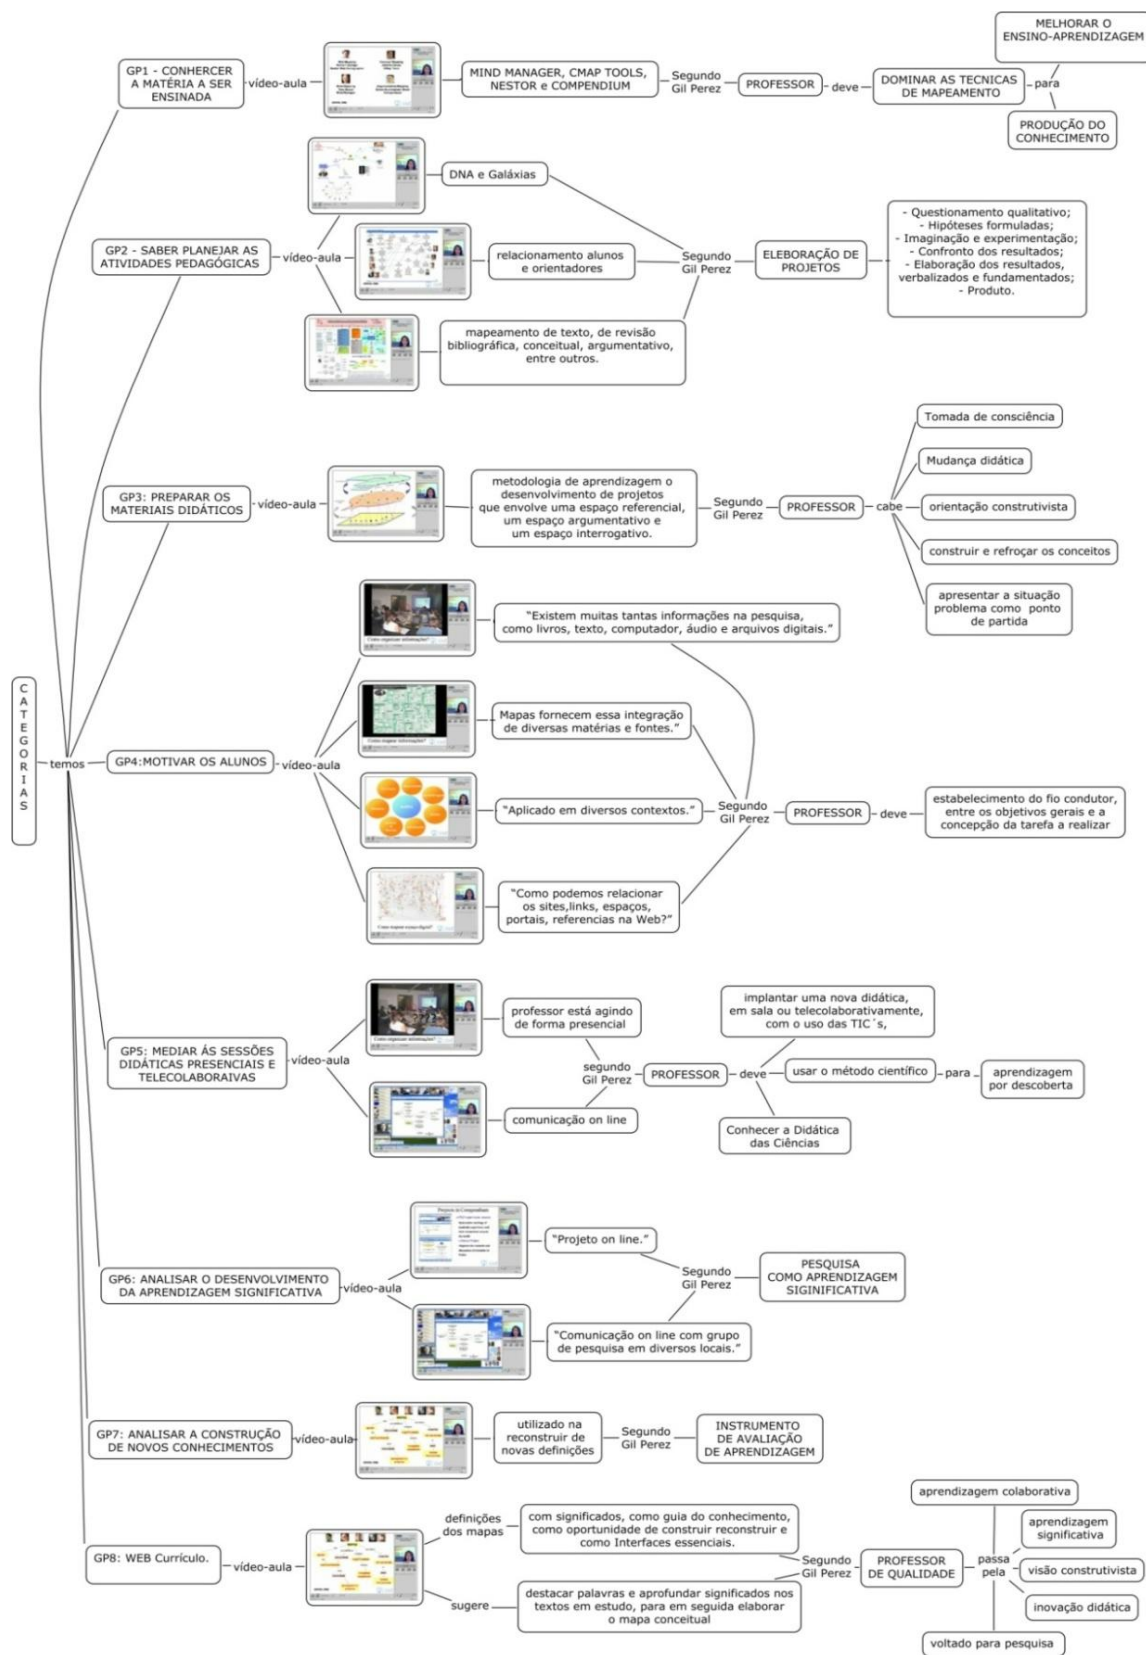 CATEGORIAS
temos
GP1 - CONHERCER
A MATÉRIA A SER
ENSINADA
vídeo-aula
MIND MANAGER, CMAP TOOLS,
NESTOR e COMPENDIUM
Segundo
Gil Perez
PROFESSOR
deve
DOMINAR AS TECNICAS
DE MAPEAMENTO
para
MELHORAR O
ENSINO-APRENDIZAGEM
PRODUÇÃO DO
CONHECIMENTO
GP2 - SABER PLANEJAR AS
ATIVIDADES PEDAGÓGICAS
vídeo-aula
DNA e Galáxias
relacionamento alunos
e orientadores
mapeamento de texto, de revisão
bibliográfica, conceitual, argumentativo,
entre outros.
Segundo
Gil Perez
ELEBORAÇÃO DE
PROJETOS
- Questionamento qualitativo;
- Hipóteses formuladas;
- Imaginação e experimentação;
- Confronto dos resultados;
- Elaboração dos resultados,
verbalizados e fundamentados;
- Produto.
GP3: PREPARAR OS
MATERIAIS DIDÁTICOS
vídeo-aula
metodologia de aprendizagem o
desenvolvimento de projetos
que envolve uma espaço referencial,
um espaço argumentativo e
um espaço interrogativo.
Segundo
Gil Perez
PROFESSOR
cabe
Tomada de consciência
Mudança didática
orientação construtivista
construir e refroçar os conceitos
apresentar a situação
problema como ponto
de partida
GP4:MOTIVAR OS ALUNOS
vídeo-aula
Como organizar informações?
“Existem muitas tantas informações na pesquisa,
como livros, texto, computador, áudio e arquivos digitais.”
Como mapear informações?
Mapas fornecem essa integração
de diversas matérias e fontes.”
“Aplicado em diversos contextos.”
Como mapear espaço digital?
“Como podemos relacionar
os sites,links, espaços,
portais, referencias na Web?”
Segundo
Gil Perez
PROFESSOR
deve
estabelecimento do fio condutor,
entre os objetivos gerais e a
concepção da tarefa a realizar
GP5: MEDIAR ÁS SESSÕES
DIDÁTICAS PRESENCIAIS E
TELECOLABORAIVAS
vídeo-aula
Como organizar informações?
professor está agindo
de forma presencial
comunicação on line
segundo
Gil Perez
PROFESSOR
deve
implantar uma nova didática,
em sala ou telecolaborativamente,
com o uso das TIC´s,
usar o método científico
para
aprendizagem
por descoberta
Conhecer a Didática
das Ciências
GP6: ANALISAR O DESENVOLVIMENTO
DA APRENDIZAGEM SIGNIFICATIVA
vídeo-aula
“Projeto on line.”
“Comunicação on line com grupo
de pesquisa em diversos locais.”
Segundo
Gil Perez
PESQUISA
COMO APRENDIZAGEM
SIGINIFICATIVA
GP7: ANALISAR A CONSTRUÇÃO
DE NOVOS CONHECIMENTOS
vídeo-aula
utilizado na
reconstruir de
novas definições
Segundo
Gil Perez
INSTRUMENTO
DE AVALIAÇÃO
DE APRENDIZAGEM
GP8: WEB Currículo.
vídeo-aula
definições
dos mapas
com significados, como guia do conhecimento,
como oportunidade de construir reconstruir e
como Interfaces essenciais.
sugere
destacar palavras e aprofundar significados nos
textos em estudo, para em seguida elaborar
o mapa conceitual
Segundo
Gil Perez
PROFESSOR
DE QUALIDADE
passa
pela
aprendizagem colaborativa
aprendizagem
significativa
visão construtivista
inovação didática
voltado para pesquisa